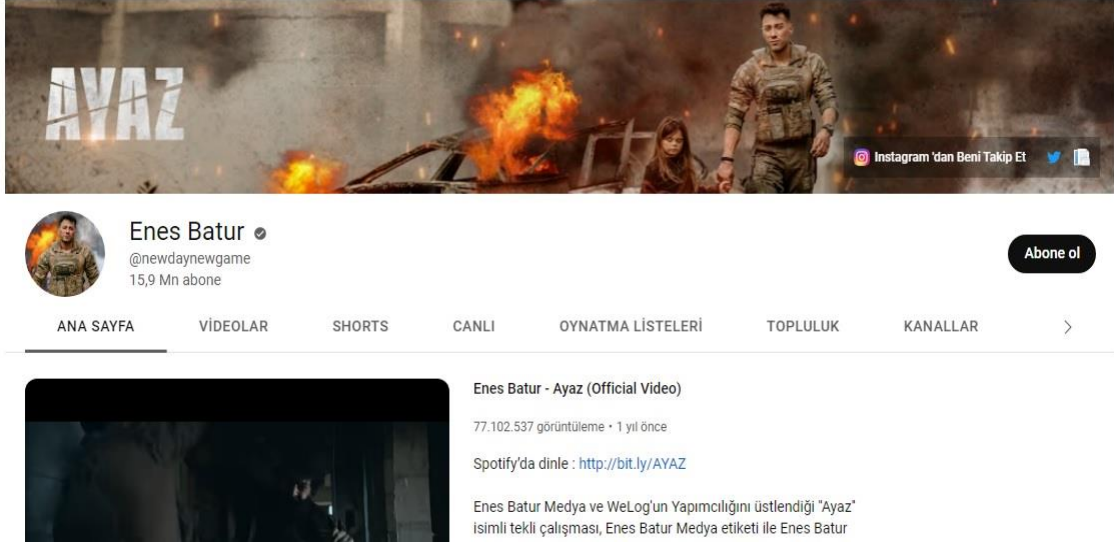 AYAZ
Instagram 'dan Beni Takip Et
Enes Batur
@newdaynewgame
15,9 Mn abone
Abone ol
ANA SAYFA VİDEOLAR SHORTS CANLI OYNATMA LİSTELERİ TOPLULUK KANALLAR
Enes Batur - Ayaz (Official Video)
77.102.537 görüntüleme • 1 yıl önce
Spotify'da dinle : http://bit.ly/AYAZ
Enes Batur Medya ve WeLog'un Yapımcılığını üstlendiği "Ayaz"
isimli tekli çalışması, Enes Batur Medya etiketi ile Enes Batur